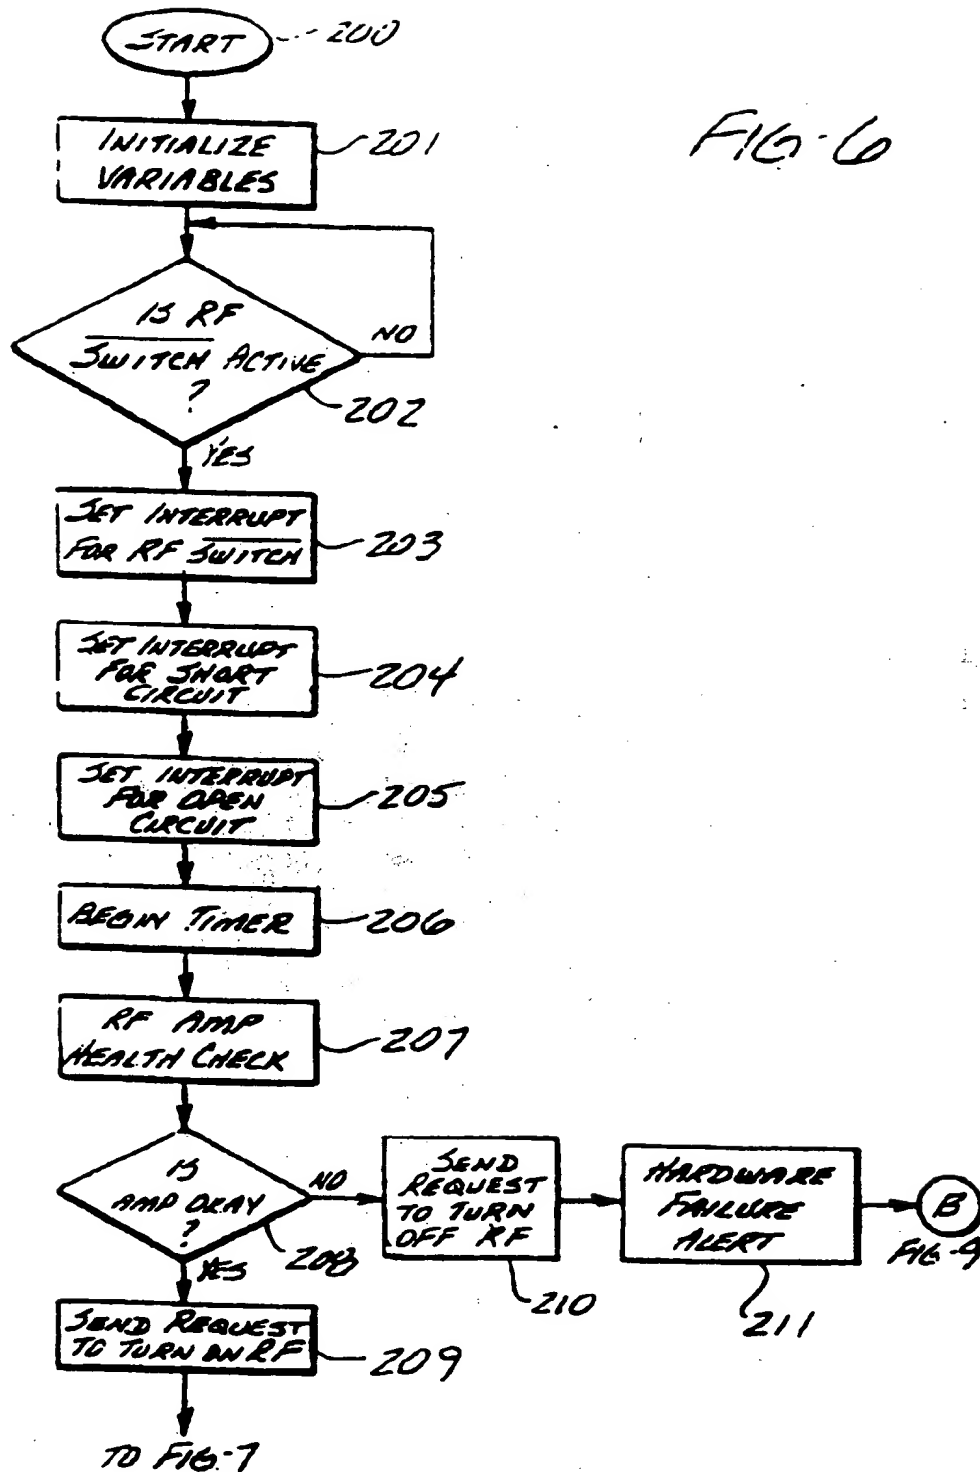 START
200
FIG-6
INITIALIZE
VARIABLES
201
IS RF
SWITCH ACTIVE
?
NO
202
YES
SET INTERRUPT
FOR RF SWITCH
203
SET INTERRUPT
FOR SHORT
CIRCUIT
204
SET INTERRUPT
FOR OPEN
CIRCUIT
205
BEGIN TIMER
206
RF AMP
HEALTH CHECK
207
IS
AMP OKAY
?
NO
208
YES
SEND
REQUEST
TO TURN
OFF RF
210
HARDWARE
FAILURE
ALERT
211
B
FIG-9
SEND REQUEST
TO TURN ON RF
209
TO FIG-7